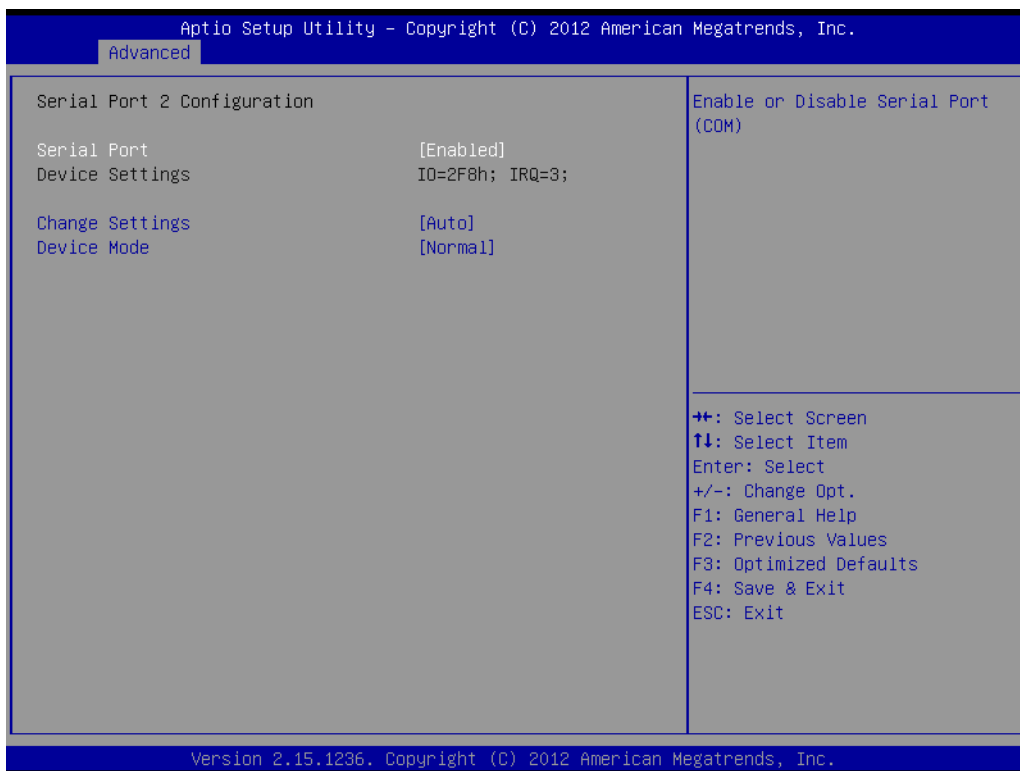 Aptio Setup Utility – Copyright (C) 2012 American Megatrends, Inc.
Advanced
Serial Port 2 Configuration
Serial Port [Enabled]
Device Settings IO=2F8h; IRQ=3;
Change Settings [Auto]
Device Mode [Normal]
Enable or Disable Serial Port
(COM)
→←: Select Screen
↑↓: Select Item
Enter: Select
+/-: Change Opt.
F1: General Help
F2: Previous Values
F3: Optimized Defaults
F4: Save & Exit
ESC: Exit
Version 2.15.1236. Copyright (C) 2012 American Megatrends, Inc.